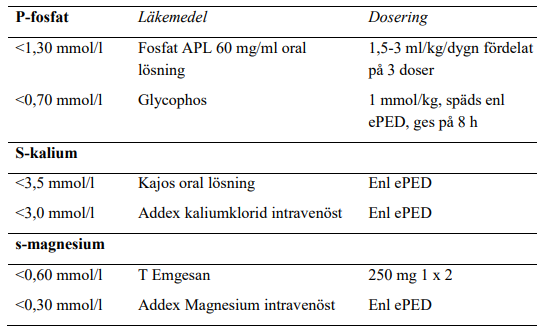 P-fosfat Läkemedel Dosering
<1,30 mmol/l Fosfat APL 60 mg/ml oral 1,5-3 ml/kg/dygn fördelat
lösning på 3 doser
<0,70 mmol/l Glycophos 1 mmol/kg, späds enl
ePED, ges på 8 h
S-kalium
<3,5 mmol/l Kajos oral lösning Enl ePED
<3,0 mmol/l Addex kaliumklorid intravenöst Enl ePED
s-magnesium
<0,60 mmol/l T Emgesan 250 mg 1 x 2
<0,30 mmol/l Addex Magnesium intravenöst Enl ePED